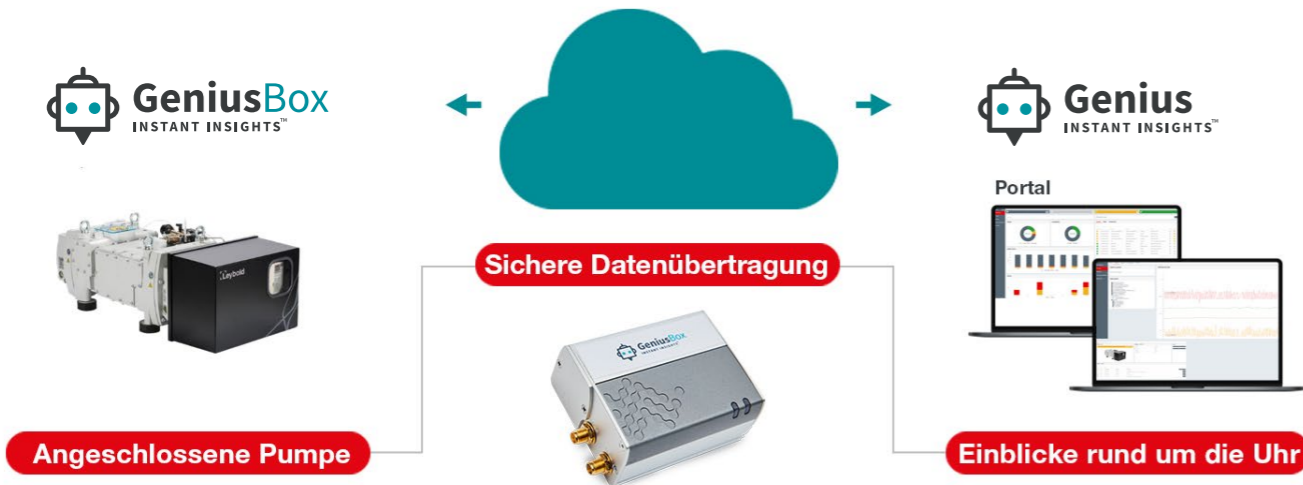 GeniusBox
INSTANT INSIGHTS™
Genius
INSTANT INSIGHTS™
Portal
Leybold
Sichere Datenübertragung
GeniusBox
INSTANT INSIGHTS
Angeschlossene Pumpe
Einblicke rund um die Uhr